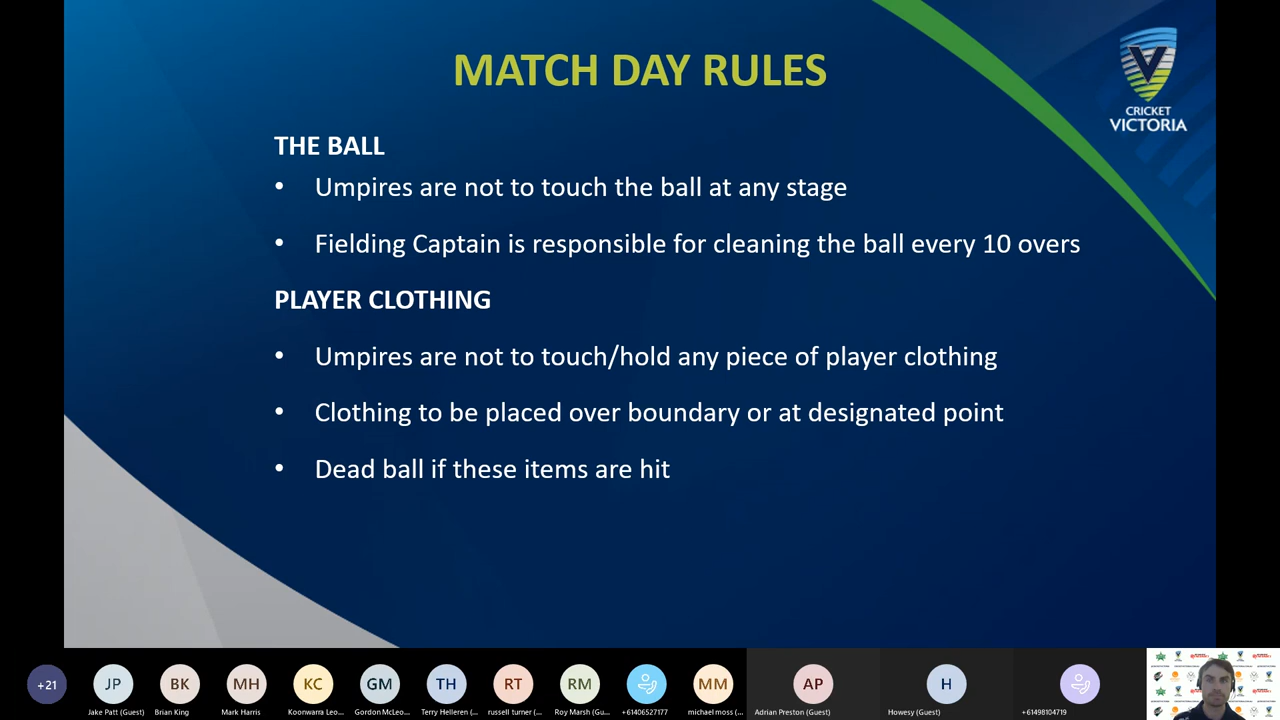 MATCH DAY RULES
CRICKET
VICTORIA
THE BALL
• Umpires are not to touch the ball at any stage
• Fielding Captain is responsible for cleaning the ball every 10 overs
PLAYER CLOTHING
• Umpires are not to touch/hold any piece of player clothing
• Clothing to be placed over boundary or at designated point
• Dead ball if these items are hit
+21
JP
BK
MH
KC
GM
TH
RT
RM
MM
AP
H
Jake Patt (Guest)
Brian King
Mark Harris
Koonwarra Leo...
Gordon McLeo...
Terry Helleren (...
russell turner (...
Roy Marsh (Gu...
+61406527177
michael moss (...
Adrian Preston (Guest)
Howesy (Guest)
+61498104719